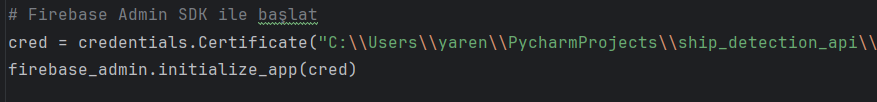 # Firebase Admin SDK ile başlat
cred = credentials.Certificate("C:\\Users\\yaren\\PycharmProjects\\ship_detection_api\\
firebase_admin.initialize_app(cred)